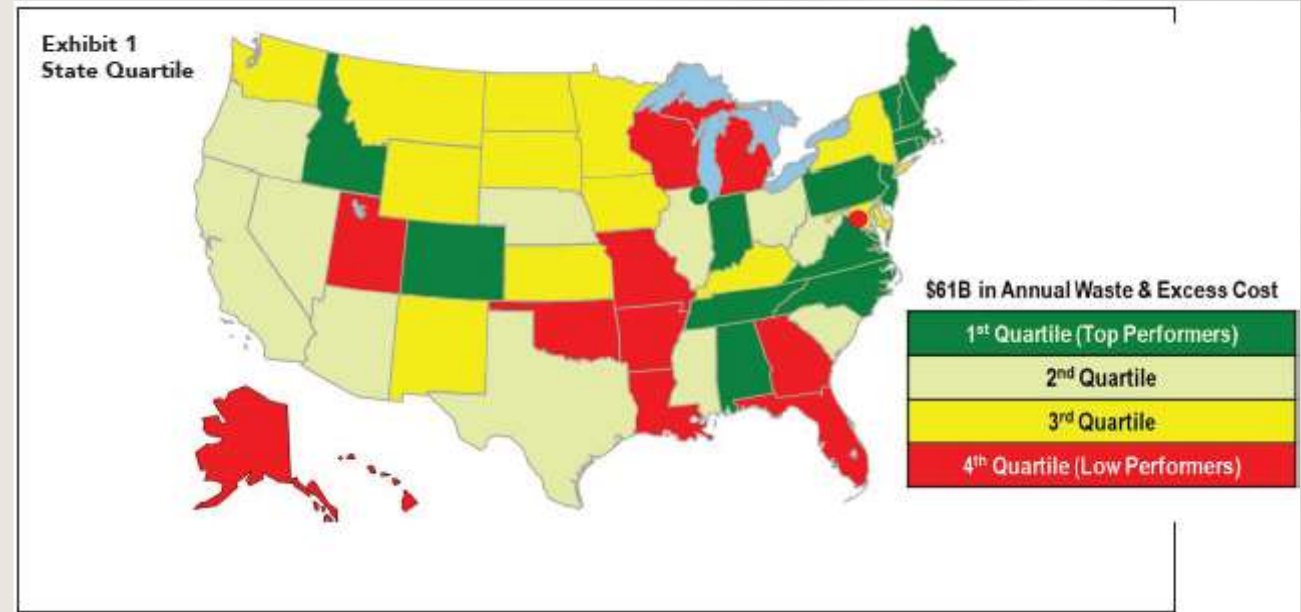 Exhibit 1
State Quartile
$61B in Annual Waste & Excess Cost
1st Quartile (Top Performers)
2nd Quartile
3rd Quartile
4th Quartile (Low Performers)